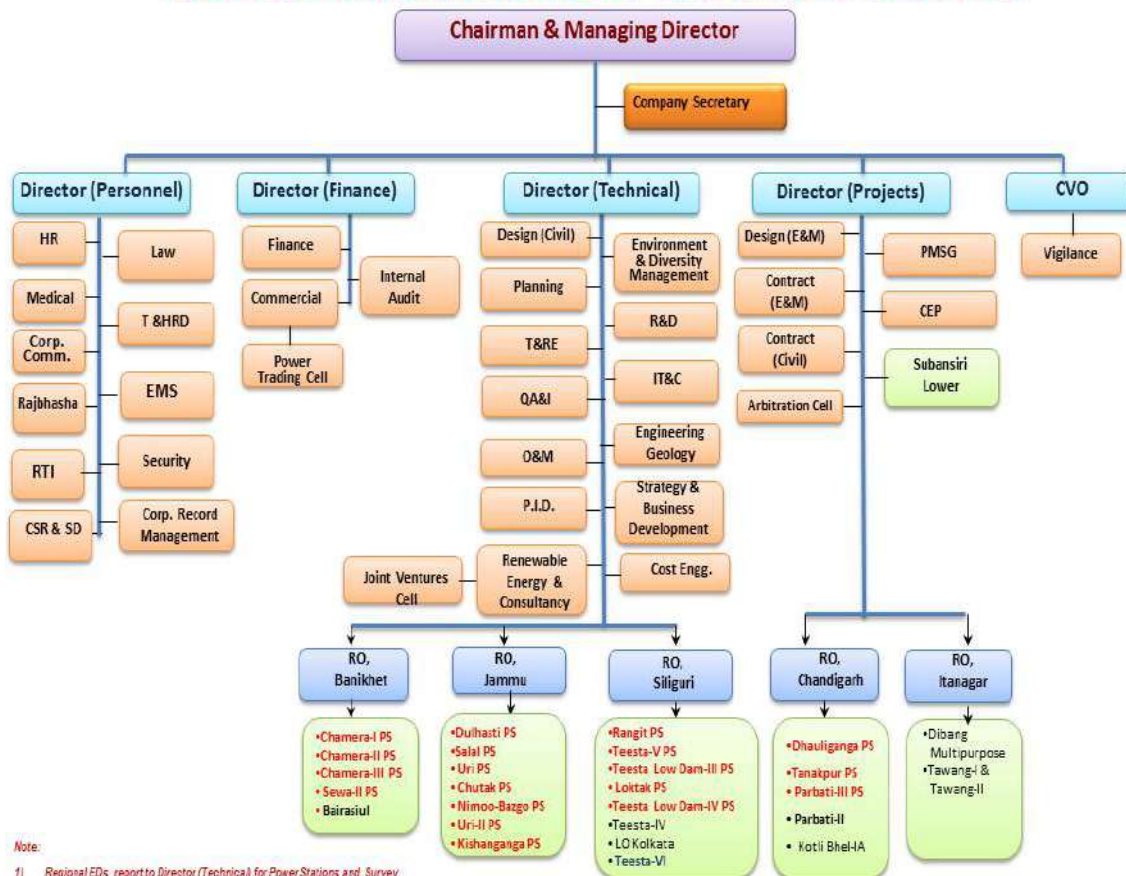 Chairman & Managing Director
Company Secretary
Director (Personnel)
Director (Finance)
Director (Technical)
Director (Projects)
CVO
HR
Law
Medical
T &HRD
Corp.
Comm.
Rajbhasha
EMS
RTI
Security
CSR & SD
Corp. Record
Management
Finance
Internal
Audit
Commercial
Power
Trading Cell
Design (Civil)
Environment
& Diversity
Management
Planning
R&D
T&RE
IT&C
QA&I
Engineering
Geology
O&M
P.I.D.
Strategy &
Business
Development
Joint Ventures
Cell
Renewable
Energy &
Consultancy
Cost Engg.
Design (E&M)
PMSG
Contract
(E&M)
CEP
Contract
(Civil)
Subansiri
Lower
Arbitration Cell
Vigilance
RO,
Banikhet
RO,
Jammu
RO,
Siliguri
RO,
Chandigarh
RO,
Itanagar
•Chamera-I PS
•Chamera-II PS
•Chamera-III PS
•Sewa-II PS
•Bairasiul
•Dulhasti PS
•Salal PS
•Uri PS
•Chutak PS
•Nimoo-Bazgo PS
•Uri-II PS
•Kishanganga PS
•Rangit PS
•Teesta-V PS
•Teesta Low Dam-III PS
•Loktak PS
•Teesta Low Dam-IV PS
•Teesta-IV
•LO Kolkata
•Teesta-VI
•Dhauliganga PS
•Tanakpur PS
•Parbati-III PS
•Parbati-II
•Kotli Bhel-IA
•Dibang
Multipurpose
•Tawang-I &
Tawang-II
Note:
1) Regional EDs, report to Director (Technical) for Power Stations and Survey